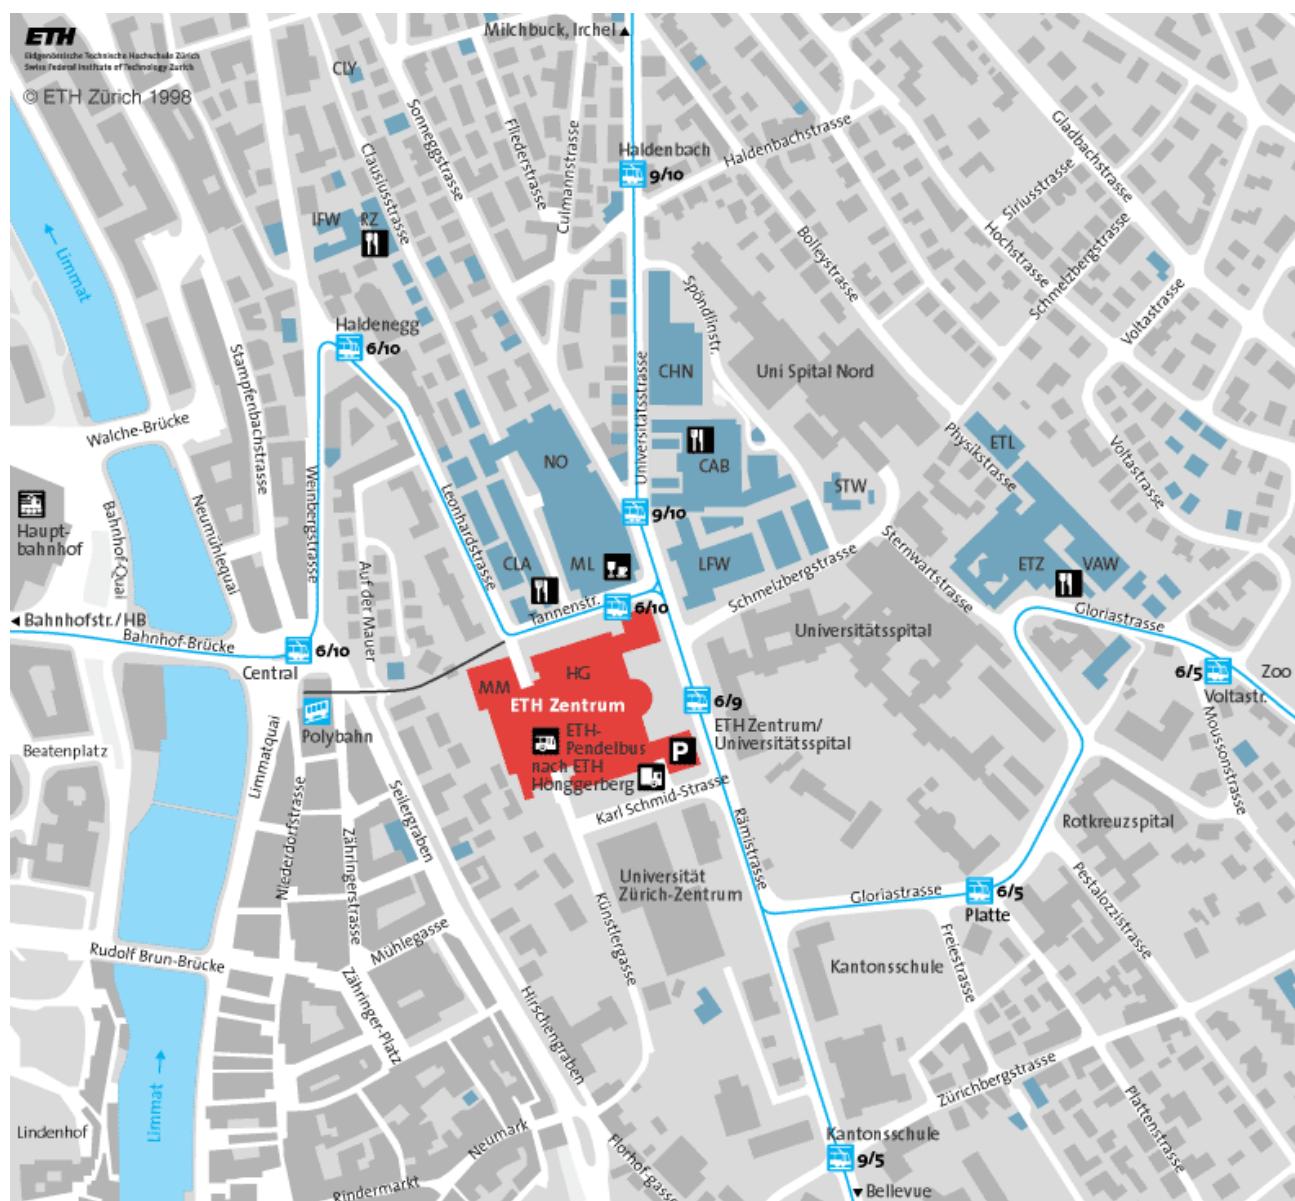 ETH
Eidgenössische Technische Hochschule Zürich
Swiss Federal Institute of Technology Zurich
© ETH Zürich 1998
Milchbuck, Irchel
CLY
Sonneggstrasse
Fliederstrasse
Culmannstrasse
Clausiusstrasse
Haldenbach
9/10
Haldenbachstrasse
Gladbachstrasse
Siriusstrasse
Hochstrasse
Schmelzbergstrasse
Voltastrasse
Bolleystrasse
Spöndlinstr.
IFW
RZ
Limmat
Haldenegg
6/10
Stampfenbachstrasse
Walche-Brücke
Universitätsstrasse
CHN
Uni Spital Nord
NO
CAB
STW
ETL
Physikstrasse
Voltastrasse
Weinbergstrasse
Leonhardstrasse
Neumühlequai
Bahnhof-Quai
Haupt-
bahnhof
9/10
CLA
ML
LFW
ETZ
VAW
Auf der Mauer
Tannenstr.
6/10
Schmelzbergstrasse
Sternwartstrasse
Gloriastrasse
Bahnhofstr./HB
Bahnhof-Brücke
6/10
Central
Universitätsspital
HG
MM
ETH Zentrum
6/9
ETH Zentrum/
Universitätsspital
6/5
Zoo
Voltastr.
Polybahn
ETH-
Pendelbus
nach ETH
Hönggerberg
P
Beatenplatz
Limmatquai
Niederdorfstrasse
Zähringerstrasse
Seilergraben
Karl Schmid-Strasse
Rämistrasse
Moussonstrasse
Rotkreuzspital
Universität
Zürich-Zentrum
Gloriastrasse
6/5
Platte
Pestalozzistrasse
Künstlergasse
Freiestrasse
Mühlegasse
Rudolf Brun-Brücke
Zähringer-Platz
Hirschengraben
Kantonsschule
Limmat
Lindenhof
Zürichbergstrasse
Plattenstrasse
Neumarkt
Florhof-gasse
Kantonsschule
9/5
Rindermarkt
Bellevue